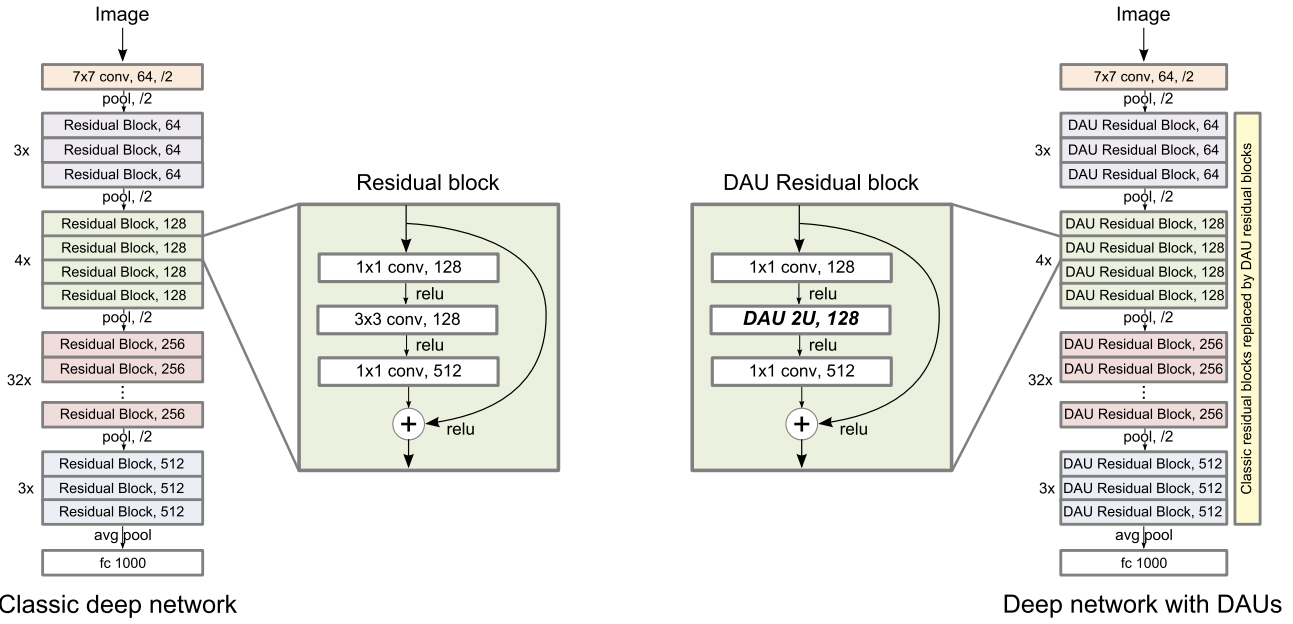 Image
7x7 conv, 64, /2
pool, /2
Residual Block, 64
3x
Residual Block, 64
Residual Block, 64
pool, /2
Residual Block, 128
Residual Block, 128
4x
Residual Block, 128
Residual Block, 128
pool, /2
Residual Block, 256
Residual Block, 256
32x
⋮
Residual Block, 256
pool, /2
Residual Block, 512
3x
Residual Block, 512
Residual Block, 512
avg pool
fc 1000
Classic deep network
Residual block
1x1 conv, 128
relu
3x3 conv, 128
relu
1x1 conv, 512
+
relu
DAU Residual block
1x1 conv, 128
relu
DAU 2U, 128
relu
1x1 conv, 512
+
relu
Image
7x7 conv, 64, /2
pool, /2
DAU Residual Block, 64
3x
DAU Residual Block, 64
DAU Residual Block, 64
pool, /2
DAU Residual Block, 128
DAU Residual Block, 128
4x
DAU Residual Block, 128
DAU Residual Block, 128
pool, /2
DAU Residual Block, 256
DAU Residual Block, 256
32x
⋮
DAU Residual Block, 256
pool, /2
DAU Residual Block, 512
3x
DAU Residual Block, 512
DAU Residual Block, 512
avg pool
fc 1000
Classic residual blocks replaced by DAU residual blocks
Deep network with DAUs